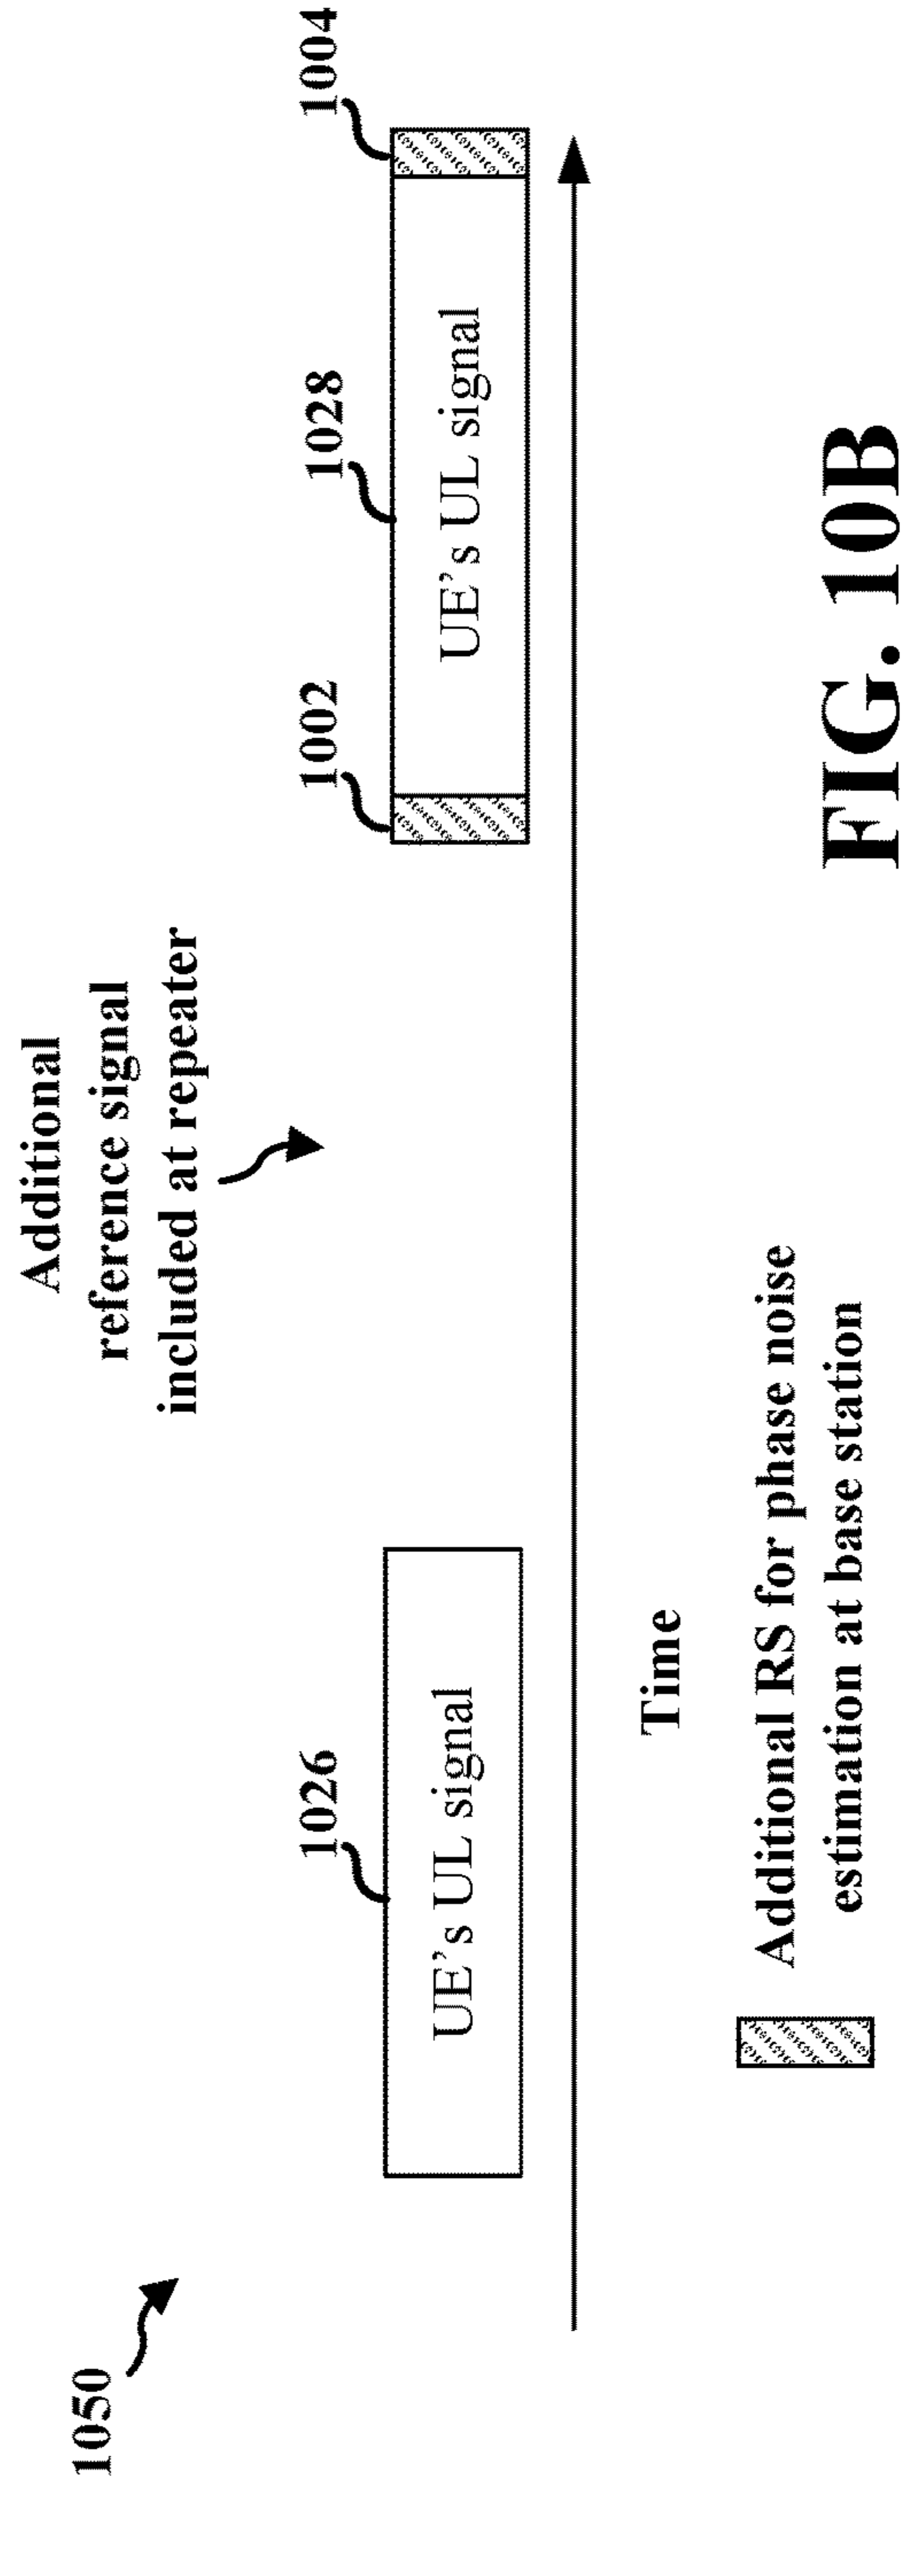 1050
Additional
reference signal
included at repeater
1026
1002
1028
1004
UE's UL signal
UE's UL signal
Time
Additional RS for phase noise
estimation at base station
FIG. 10B